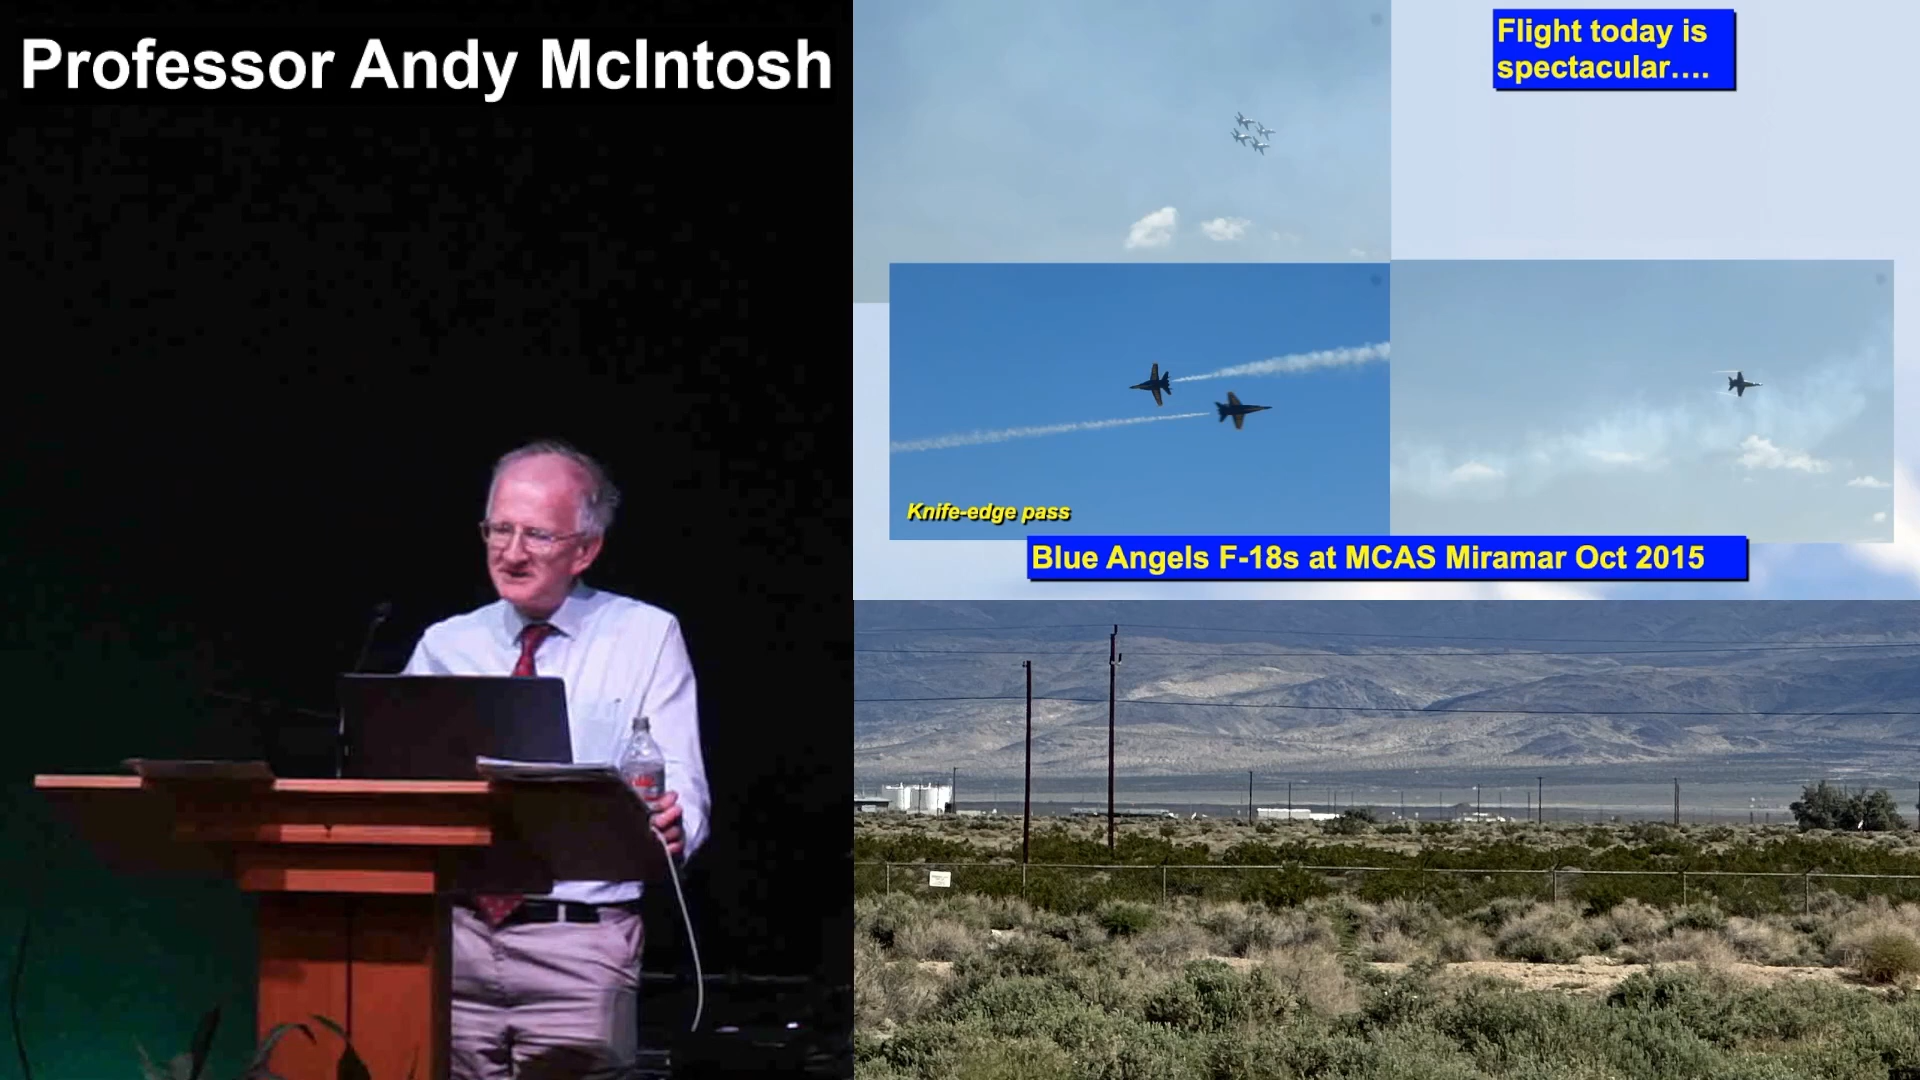 Professor Andy McIntosh
Flight today is
spectacular....
Knife-edge pass
Blue Angels F-18s at MCAS Miramar Oct 2015